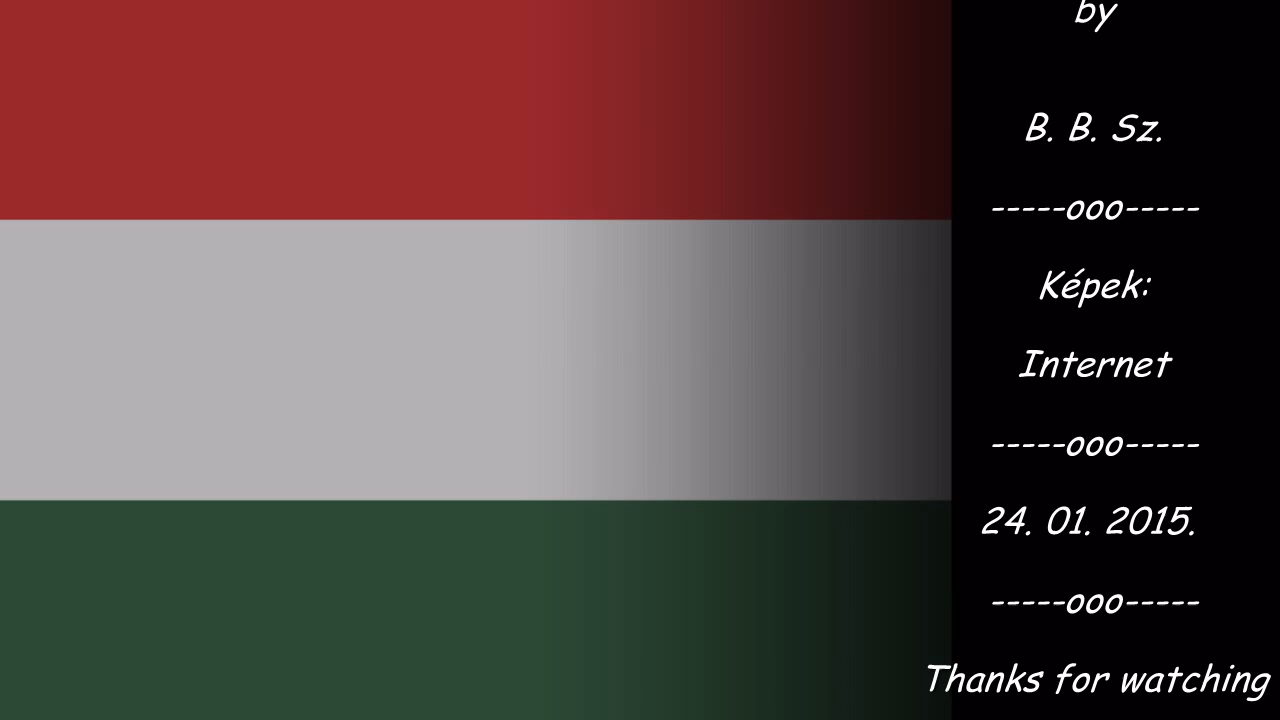 by
B. B. Sz.
-----ooo-----
Képek:
Internet
-----ooo-----
24. 01. 2015.
-----ooo-----
Thanks for watching